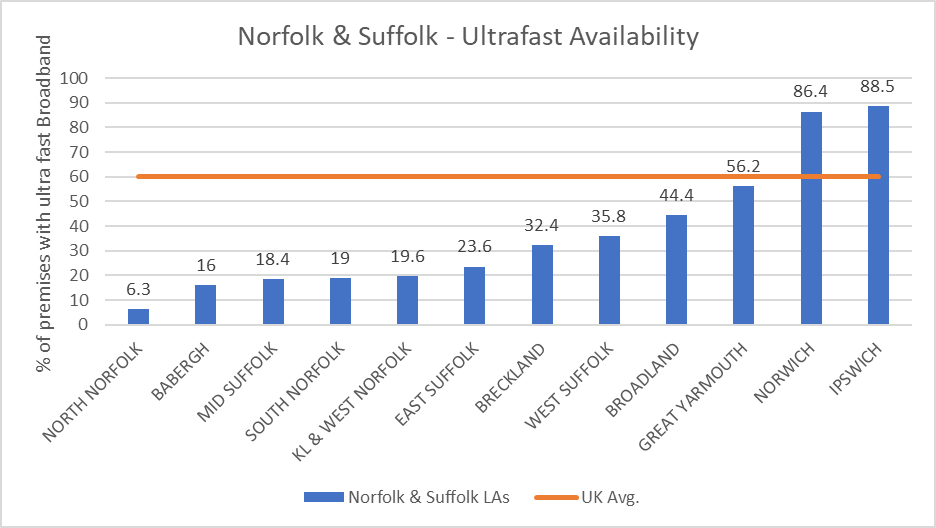 Norfolk & Suffolk - Ultrafast Availability
% of premises with ultra fast Broadband
100
90
80
70
60
50
40
30
20
10
0
6.3
16
18.4
19
19.6
23.6
32.4
35.8
44.4
56.2
86.4
88.5
NORTH NORFOLK
BABERGH
MID SUFFOLK
SOUTH NORFOLK
KL & WEST NORFOLK
EAST SUFFOLK
BRECKLAND
WEST SUFFOLK
BROADLAND
GREAT YARMOUTH
NORWICH
IPSWICH
Norfolk & Suffolk LAs
UK Avg.